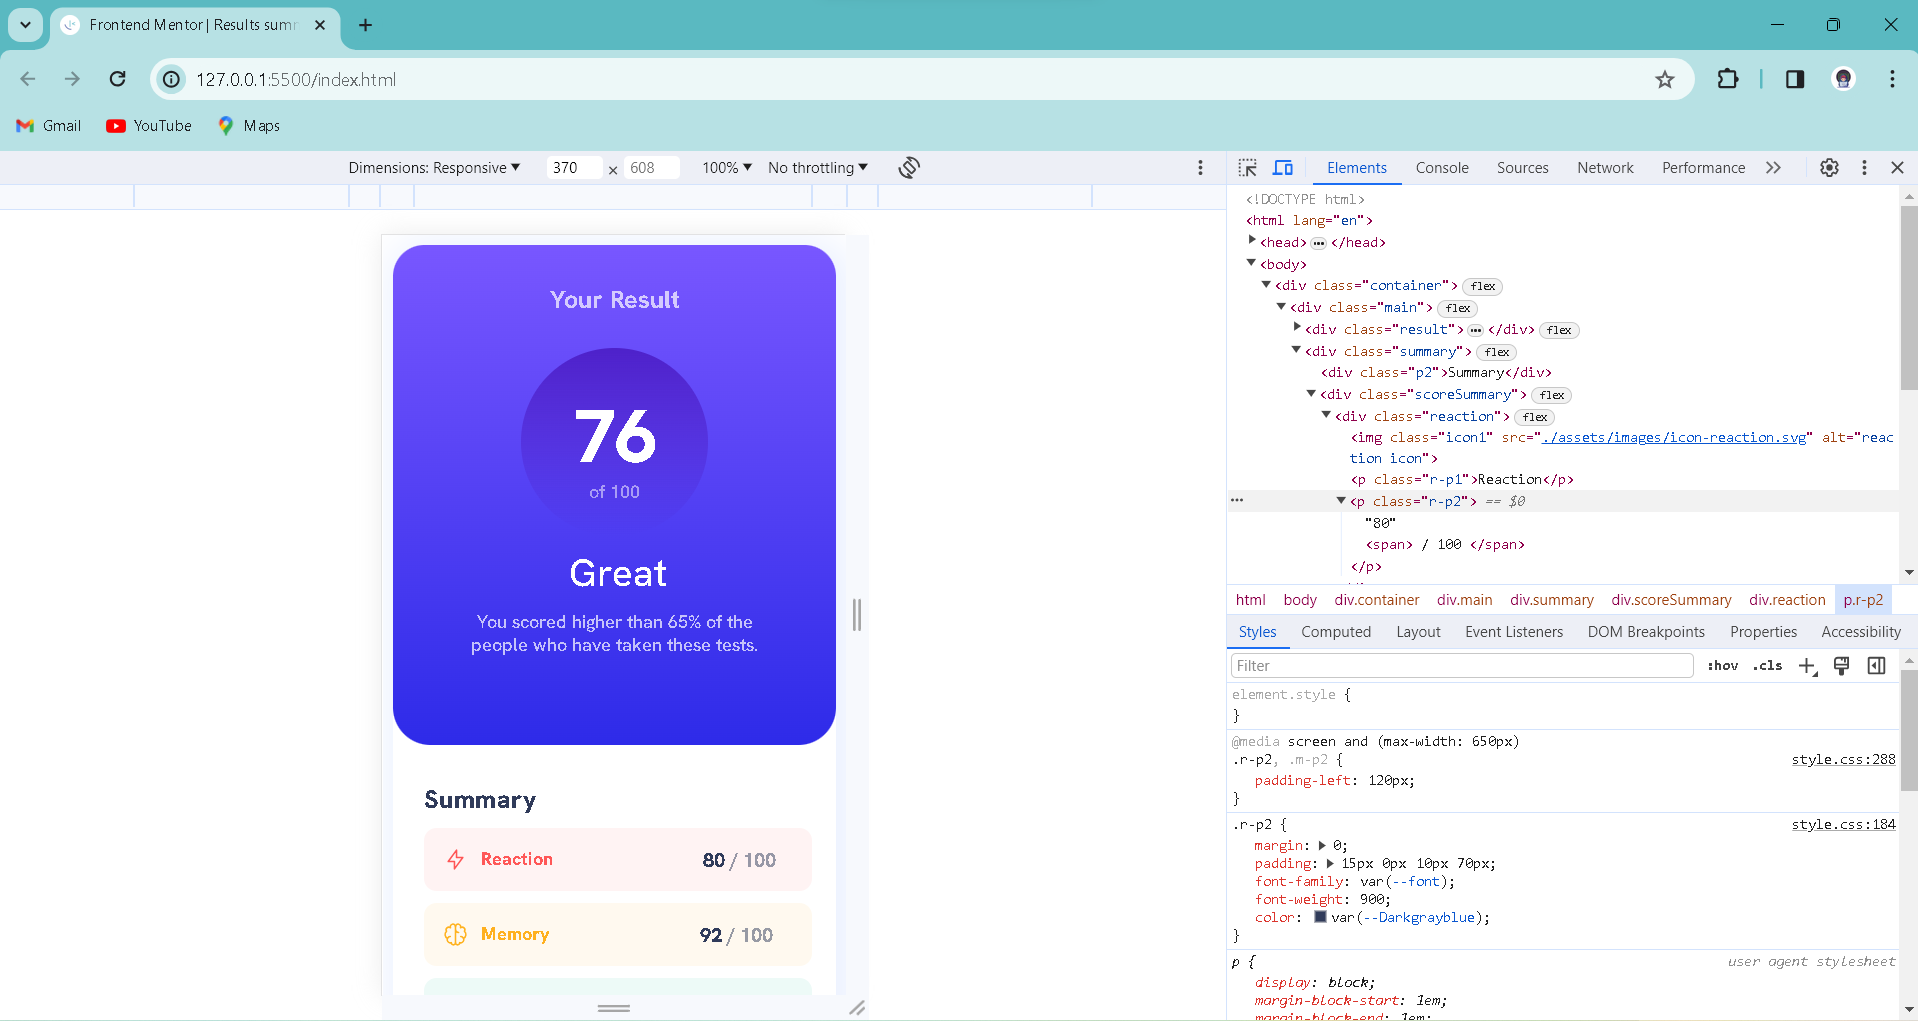 Frontend Mentor | Results sum
127.0.0.1:5500/index.html
Gmail YouTube Maps
Dimensions: Responsive 370 × 608 100% No throttling
Your Result
76
of 100
Great
You scored higher than 65% of the
people who have taken these tests.
Summary
Reaction 80 / 100
Memory 92 / 100
Elements Console Sources Network Performance
<!DOCTYPE html>
<html lang="en">
<head> ••• </head>
<body>
<div class="container"> flex
<div class="main"> flex
<div class="result"> ••• </div> flex
<div class="summary"> flex
<div class="p2">Summary</div>
<div class="scoreSummary"> flex
<div class="reaction"> flex
<img class="icon1" src="./assets/images/icon-reaction.svg" alt="reac
tion icon">
<p class="r-p1">Reaction</p>
<p class="r-p2"> == $0
"80"
<span> / 100 </span>
</p>
html body div.container div.main div.summary div.scoreSummary div.reaction p.r-p2
Styles Computed Layout Event Listeners DOM Breakpoints Properties Accessibility
Filter :hov .cls
element.style {
}
@media screen and (max-width: 650px)
.r-p2, .m-p2 { style.css:288
padding-left: 120px;
}
.r-p2 { style.css:184
margin: 0;
padding: 15px 0px 10px 70px;
font-family: var(--font);
font-weight: 900;
color: var(--Darkgrayblue);
}
p { user agent stylesheet
display: block;
margin-block-start: 1em;
margin-block-end: 1em;